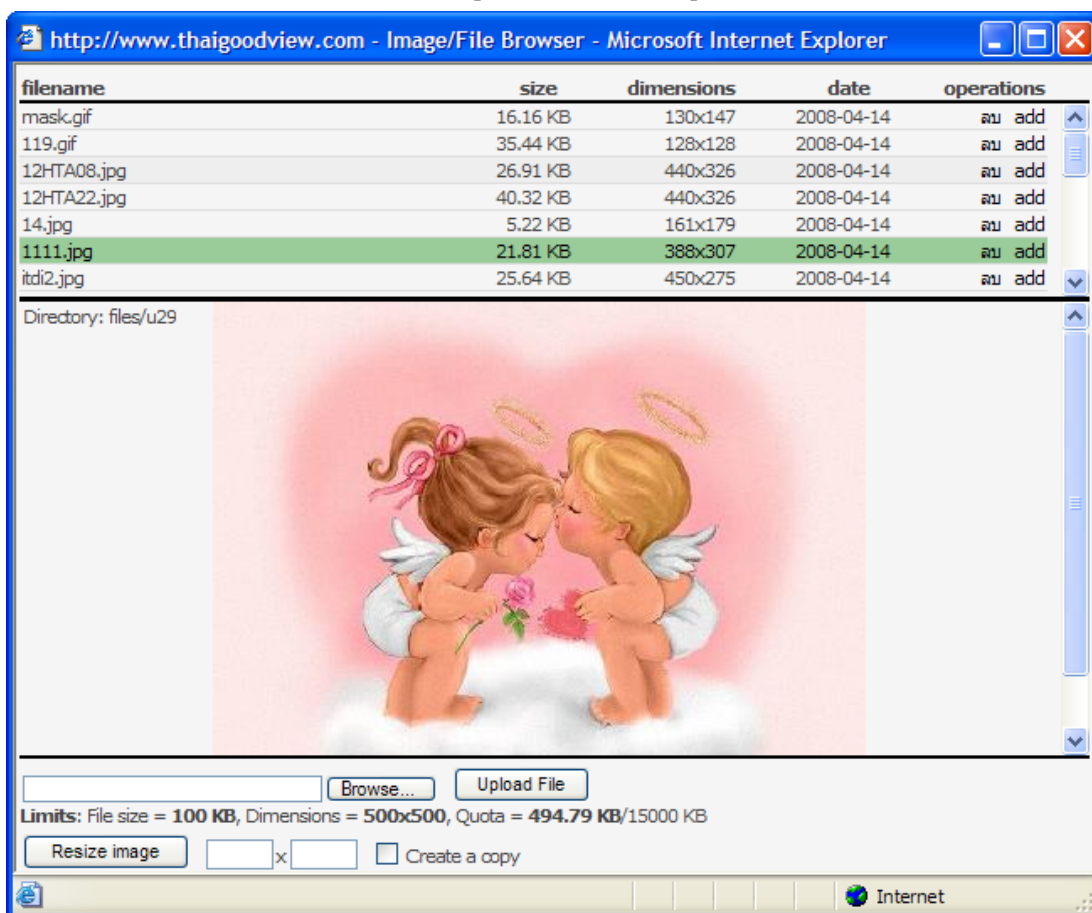 http://www.thaigoodview.com - Image/File Browser - Microsoft Internet Explorer
filename size dimensions date operations
mask.gif 16.16 KB 130x147 2008-04-14 ลบ add
119.gif 35.44 KB 128x128 2008-04-14 ลบ add
12HTA08.jpg 26.91 KB 440x326 2008-04-14 ลบ add
12HTA22.jpg 40.32 KB 440x326 2008-04-14 ลบ add
14.jpg 5.22 KB 161x179 2008-04-14 ลบ add
1111.jpg 21.81 KB 388x307 2008-04-14 ลบ add
itdi2.jpg 25.64 KB 450x275 2008-04-14 ลบ add
Directory: files/u29
Browse... Upload File
Limits: File size = 100 KB, Dimensions = 500x500, Quota = 494.79 KB/15000 KB
Resize image x Create a copy
Internet